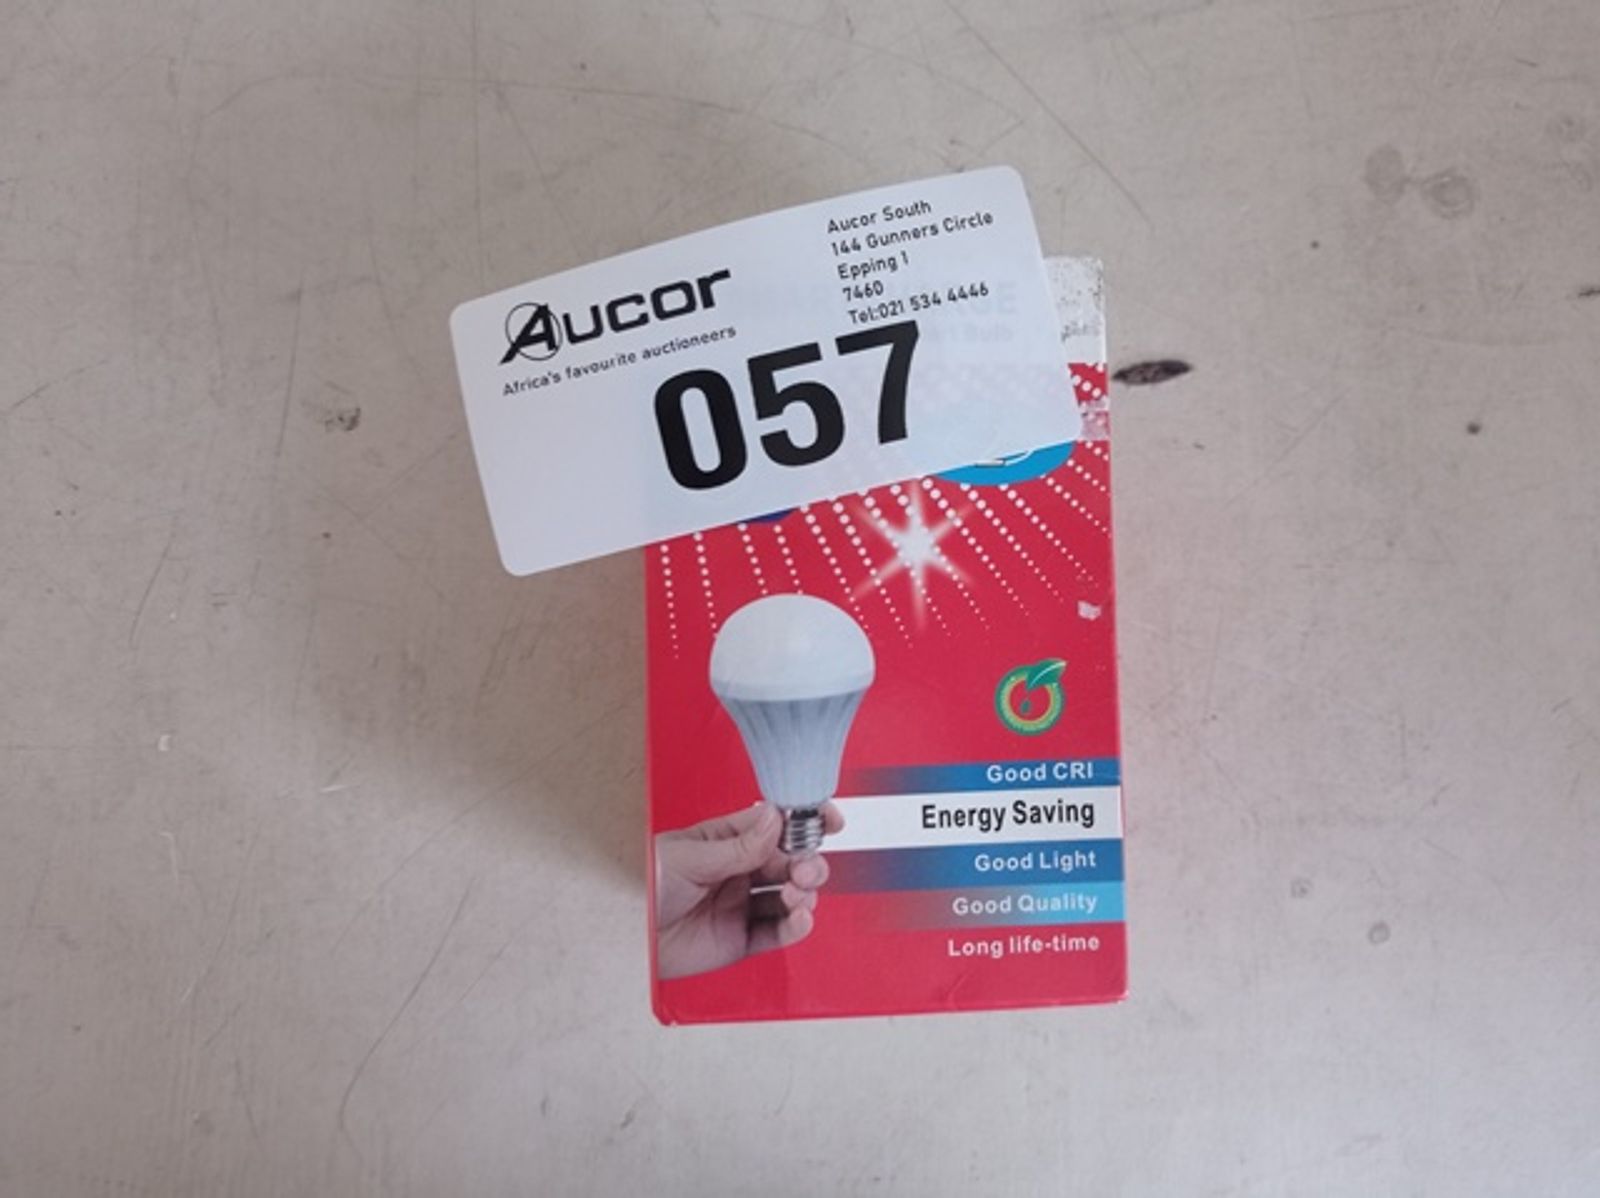 Aucor
Africa's favourite auctioneers
Aucor South
144 Gunners Circle
Epping 1
7460
Tel:021 534 4446
057
Good CRI
Energy Saving
Good Light
Good Quality
Long life-time